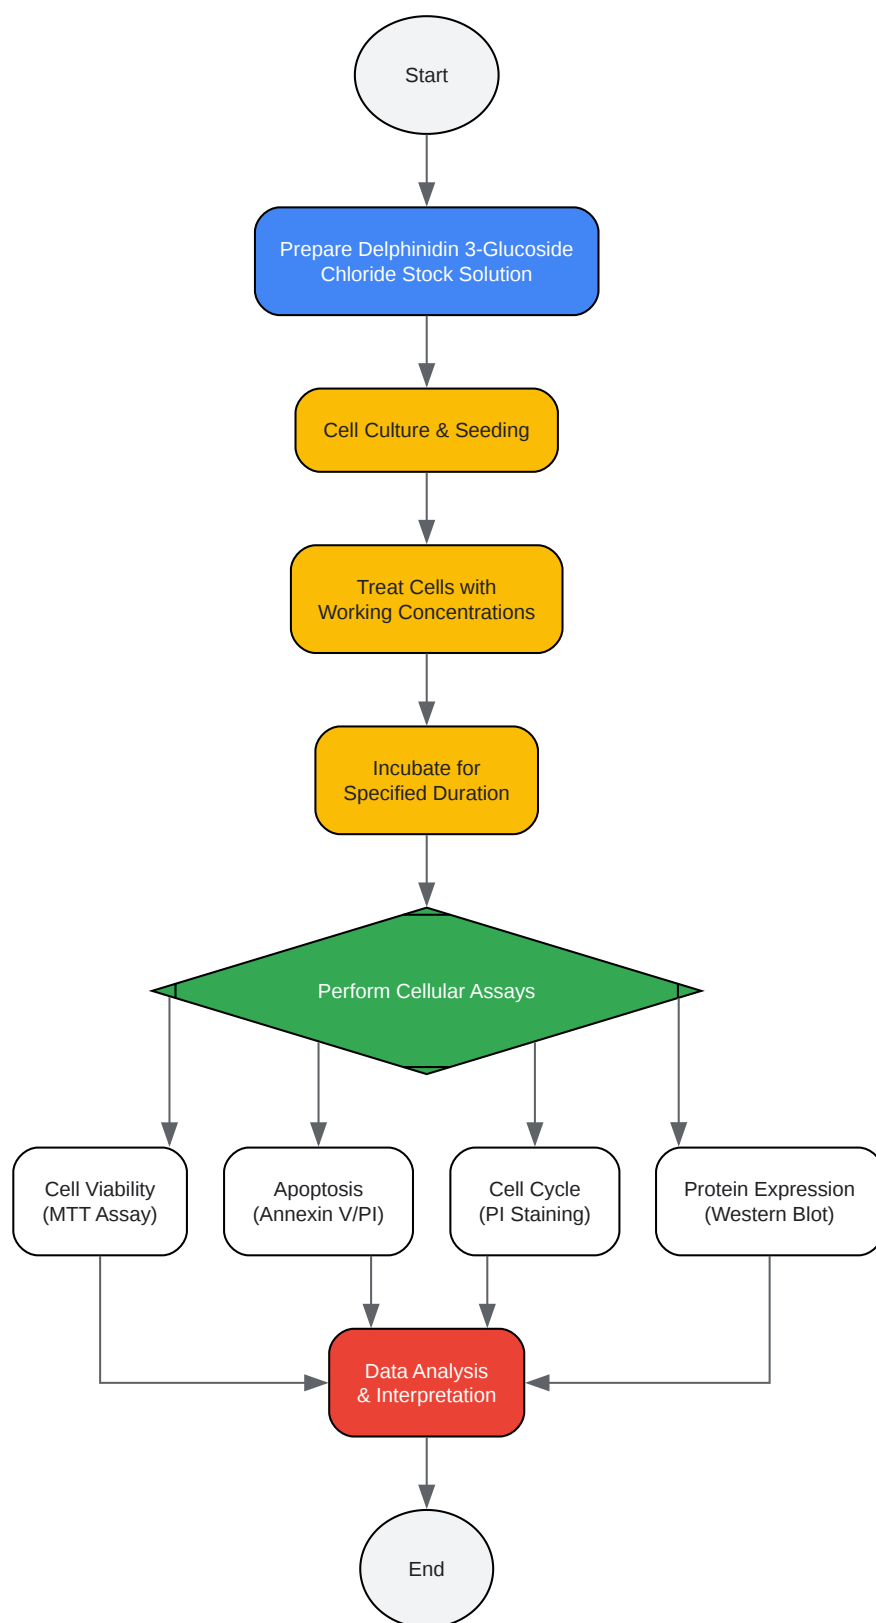 Start
Prepare Delphinidin 3-Glucoside
Chloride Stock Solution
Cell Culture & Seeding
Treat Cells with
Working Concentrations
Incubate for
Specified Duration
Perform Cellular Assays
Cell Viability
(MTT Assay)
Apoptosis
(Annexin V/PI)
Cell Cycle
(PI Staining)
Protein Expression
(Western Blot)
Data Analysis
& Interpretation
End